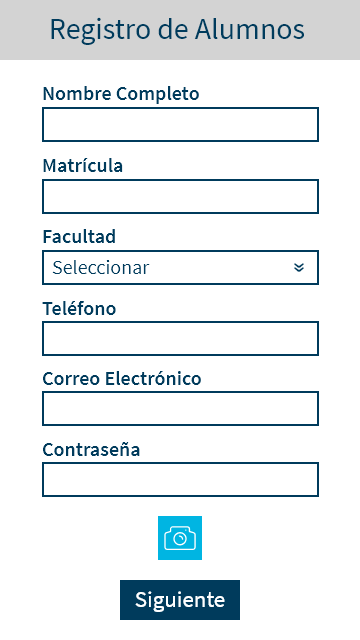 Registro de Alumnos
Nombre Completo
Matrícula
Facultad
Seleccionar
Teléfono
Correo Electrónico
Contraseña
Siguiente